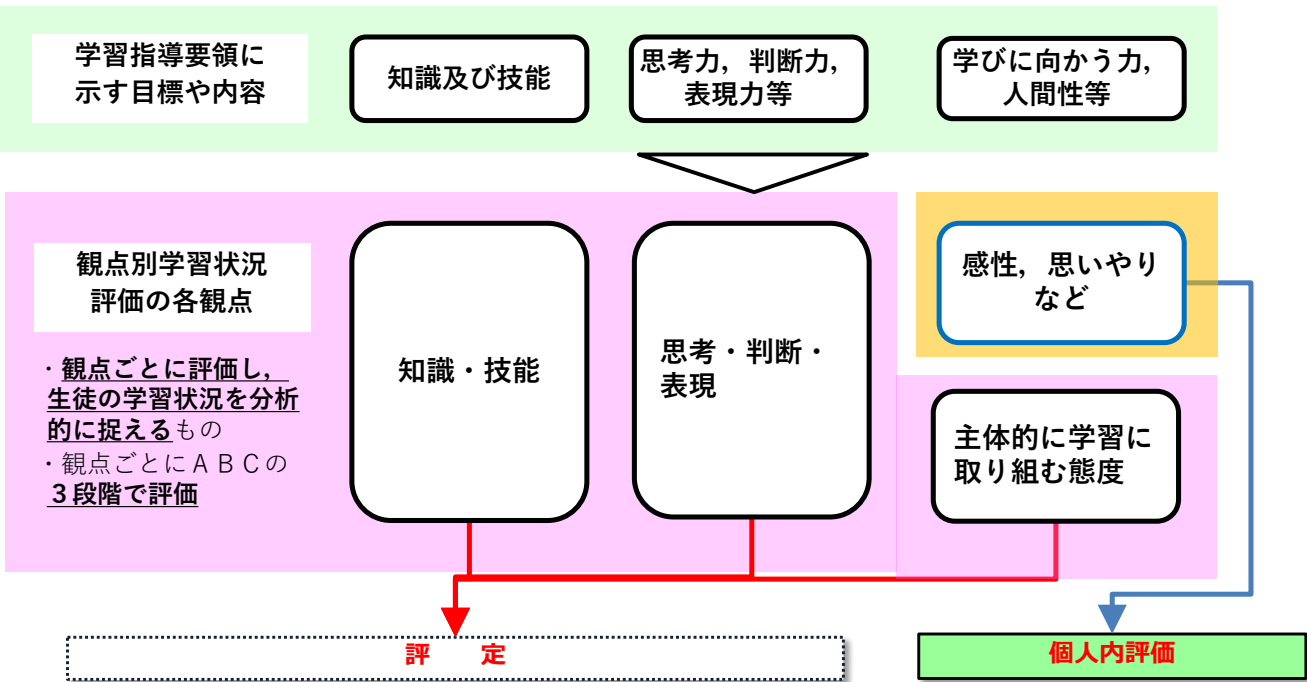 学習指導要領に
示す目標や内容
知識及び技能
思考力，判断力，
表現力等
学びに向かう力，
人間性等
観点別学習状況
評価の各観点
・観点ごとに評価し，
生徒の学習状況を分析
的に捉えるもの
・観点ごとにＡＢＣの
３段階で評価
知識・技能
思考・判断・
表現
感性，思いやり
など
主体的に学習に
取り組む態度
評　定
個人内評価